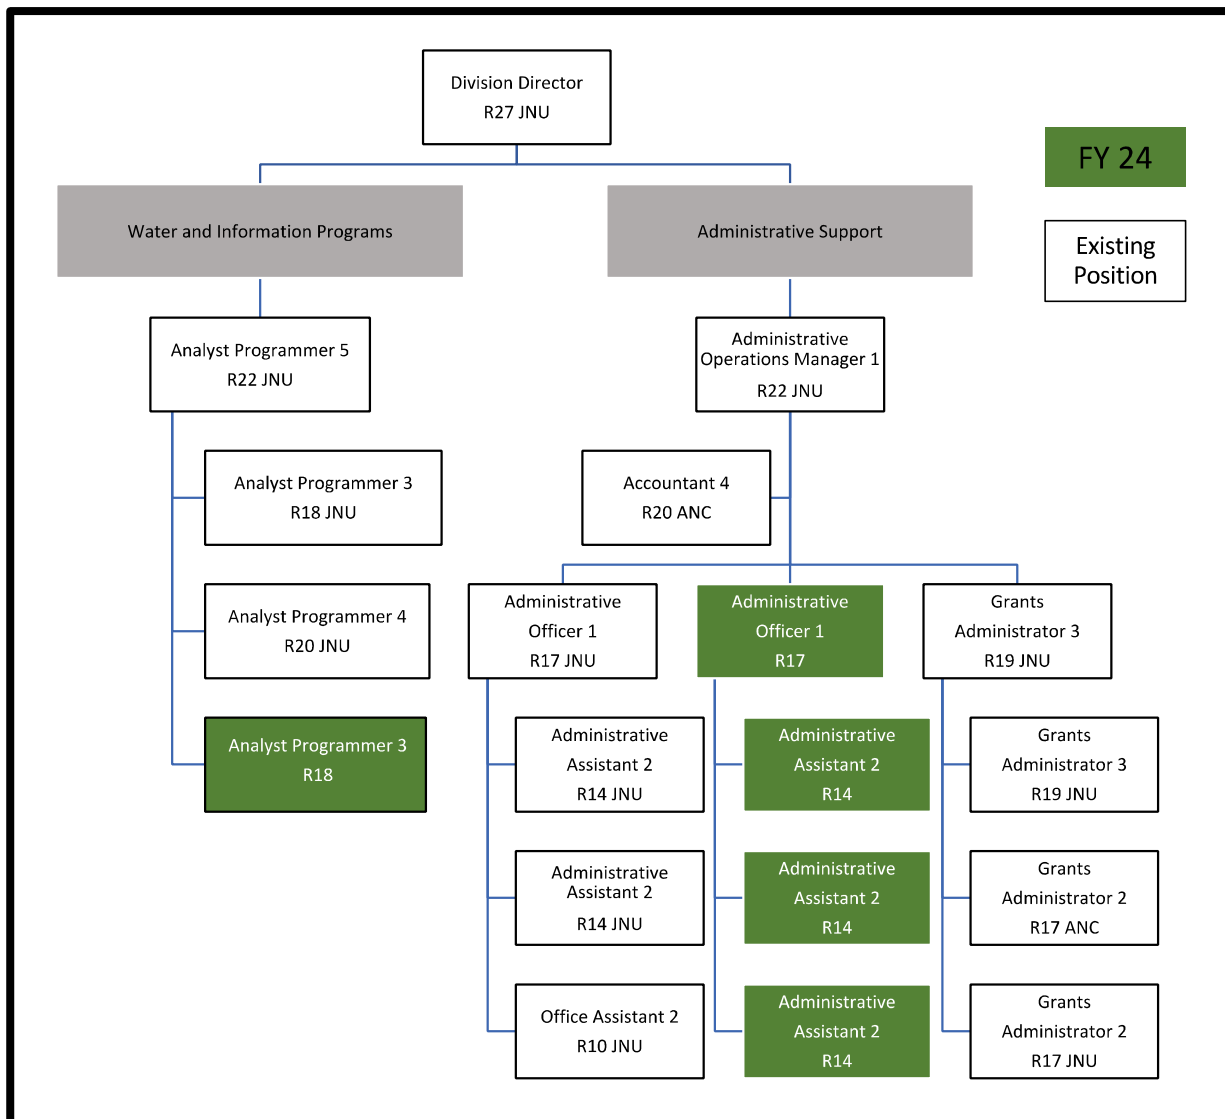 Division Director
R27 JNU
FY 24
Existing
Position
Water and Information Programs
Administrative Support
Analyst Programmer 5
R22 JNU
Administrative
Operations Manager 1
R22 JNU
Analyst Programmer 3
R18 JNU
Accountant 4
R20 ANC
Analyst Programmer 4
R20 JNU
Analyst Programmer 3
R18
Administrative
Officer 1
R17 JNU
Administrative
Officer 1
R17
Grants
Administrator 3
R19 JNU
Administrative
Assistant 2
R14 JNU
Administrative
Assistant 2
R14 JNU
Office Assistant 2
R10 JNU
Administrative
Assistant 2
R14
Administrative
Assistant 2
R14
Administrative
Assistant 2
R14
Grants
Administrator 3
R19 JNU
Grants
Administrator 2
R17 ANC
Grants
Administrator 2
R17 JNU